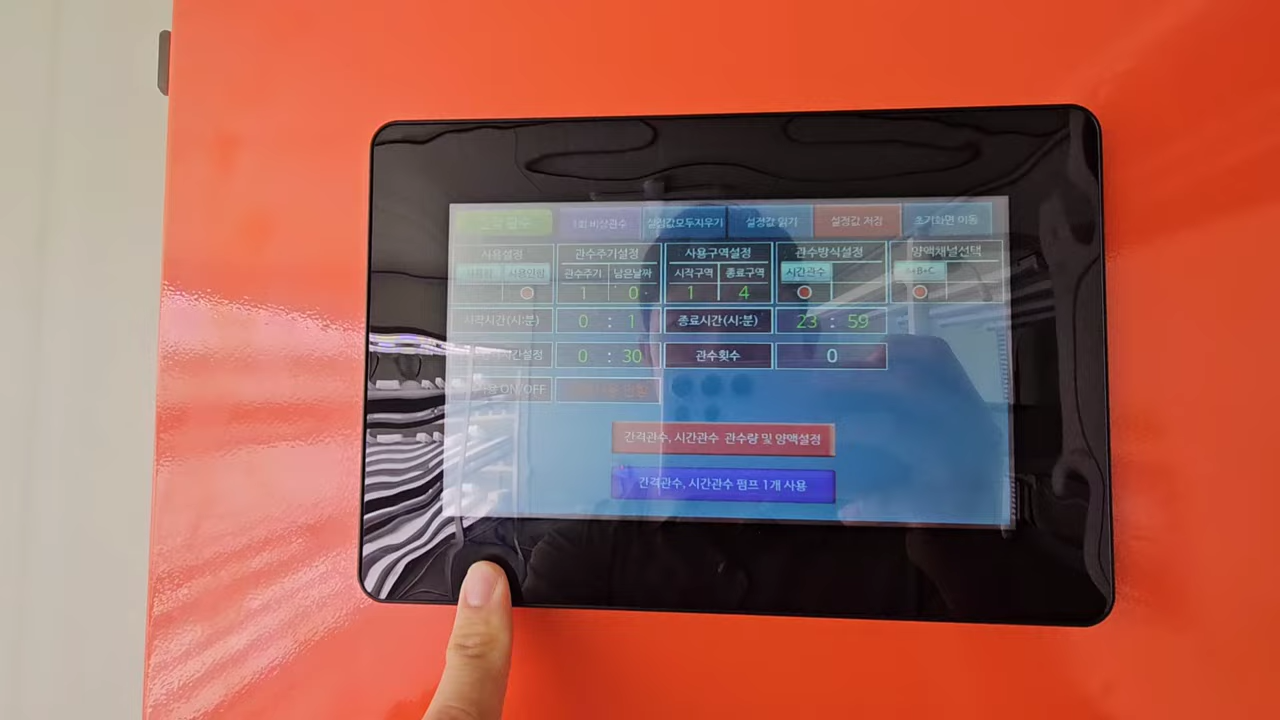 1회 비상관수 설정값모두지우기 설정값 읽기 설정값 저장 초기화면 이동
사용설정 관수주기설정 사용구역설정 관수방식설정 양액채널선택
사용안함 관수주기 남은날짜 시작구역 종료구역 시간관수 A+B+C
1 0 1 4
시작시간(시:분) 0 : 1 종료시간(시:분) 23 : 59
0 : 30 관수횟수 0
ON/OFF
간격관수, 시간관수 관수량 및 양액설정
간격관수, 시간관수 펌프 1개 사용